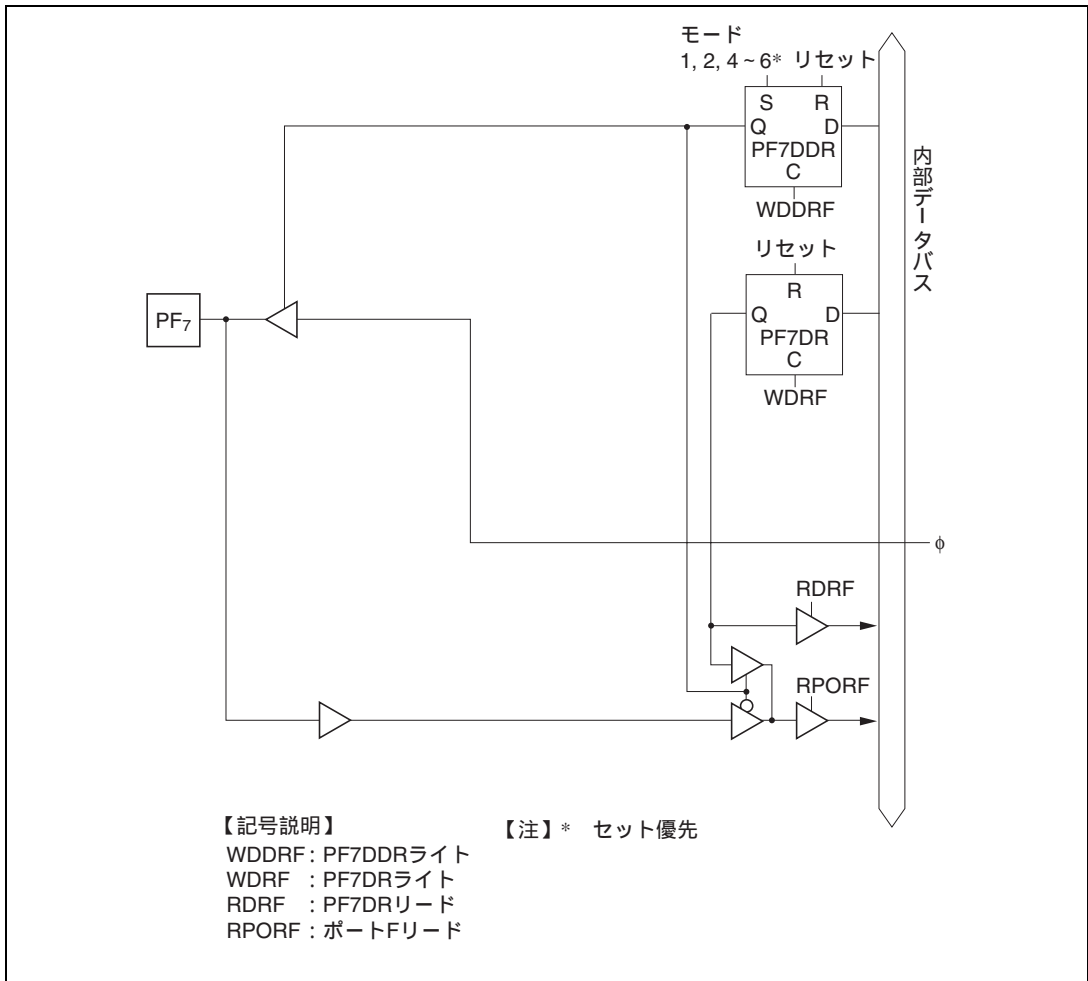 モード
1, 2, 4～6* リセット
S R
Q D
PF7DDR
C
WDDRF
内部データバス
リセット
R
Q D
PF7DR
C
WDRF
PF7
φ
RDRF
RPORF
【記号説明】
WDDRF : PF7DDRライト
WDRF : PF7DRライト
RDRF : PF7DRリード
RPORF : ポートFリード
【注】* セット優先